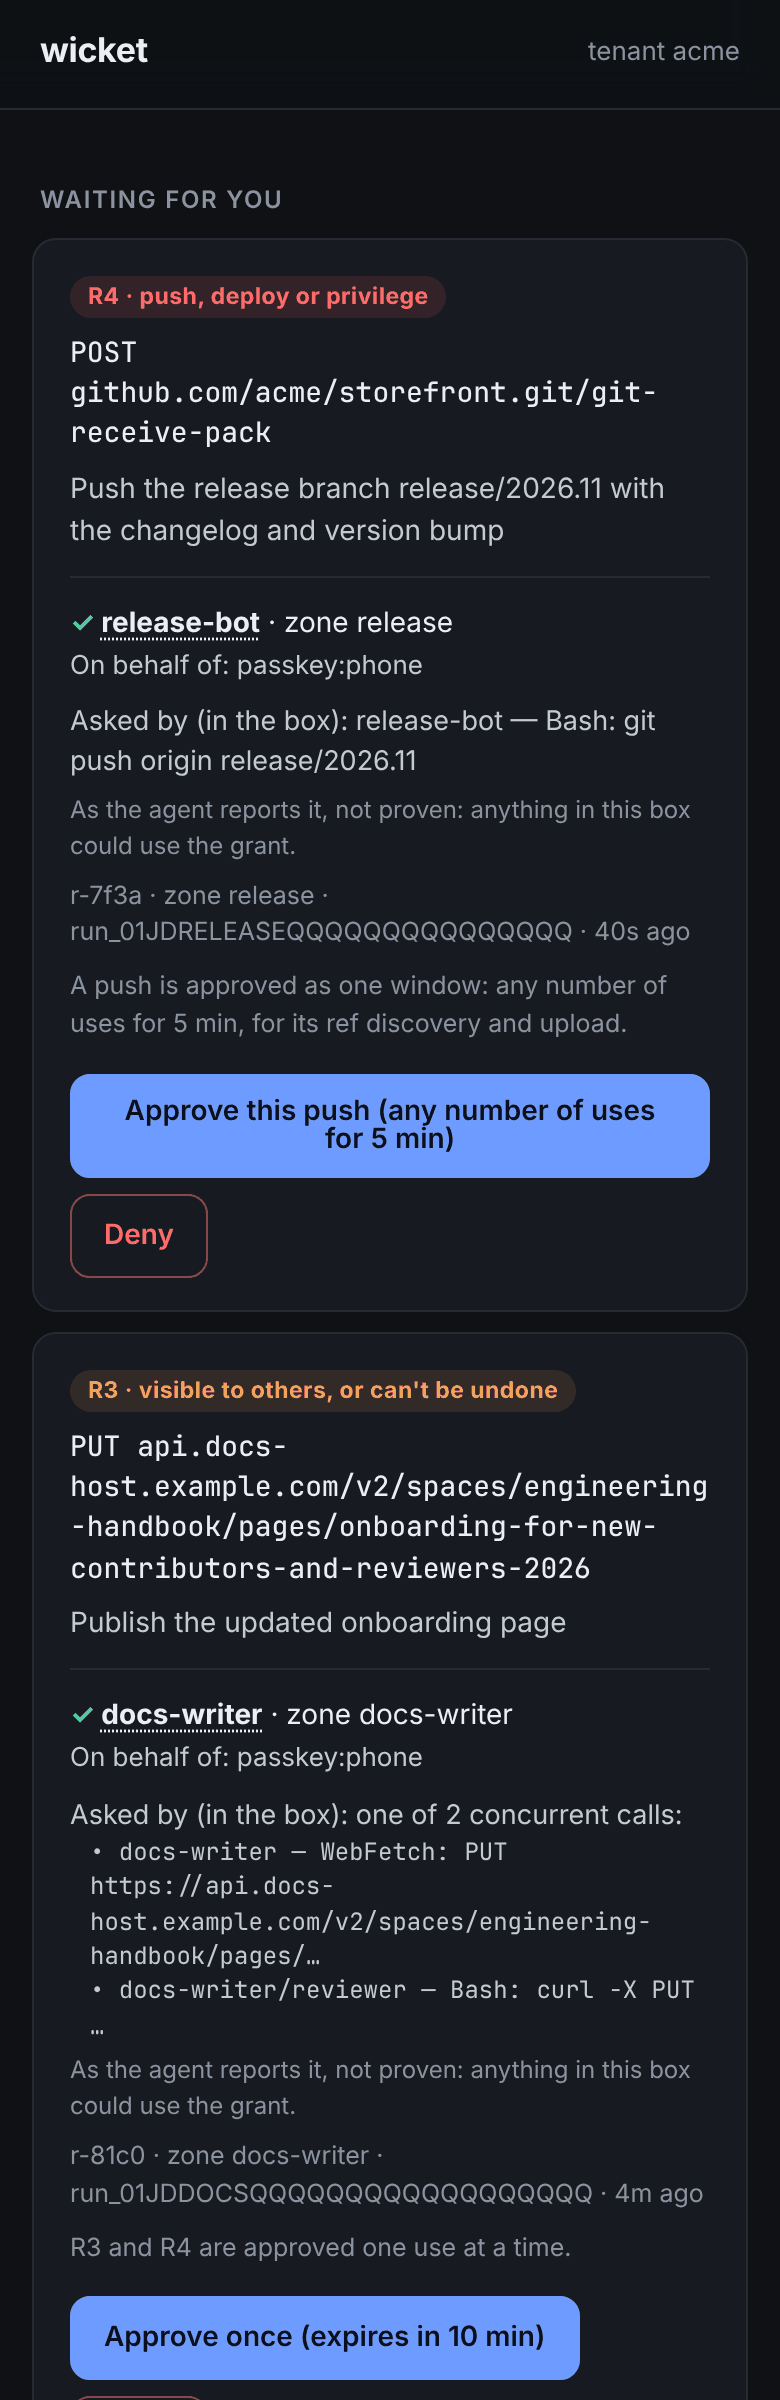 wicket
tenant acme
WAITING FOR YOU
R4 · push, deploy or privilege
POST
github.com/acme/storefront.git/git-
receive-pack
Push the release branch release/2026.11 with
the changelog and version bump
✓ release-bot · zone release
On behalf of: passkey:phone
Asked by (in the box): release-bot — Bash: git
push origin release/2026.11
As the agent reports it, not proven: anything in this box
could use the grant.
r-7f3a · zone release ·
run_01JDRELEASEQQQQQQQQQQQQQQQ · 40s ago
A push is approved as one window: any number of
uses for 5 min, for its ref discovery and upload.
Approve this push (any number of uses
for 5 min)
Deny
R3 · visible to others, or can't be undone
PUT api.docs-
host.example.com/v2/spaces/engineering
-handbook/pages/onboarding-for-new-
contributors-and-reviewers-2026
Publish the updated onboarding page
✓ docs-writer · zone docs-writer
On behalf of: passkey:phone
Asked by (in the box): one of 2 concurrent calls:
• docs-writer — WebFetch: PUT
https://api.docs-
host.example.com/v2/spaces/engineering-
handbook/pages/…
• docs-writer/reviewer — Bash: curl -X PUT
…
As the agent reports it, not proven: anything in this box
could use the grant.
r-81c0 · zone docs-writer ·
run_01JDDOCSQQQQQQQQQQQQQQQQQQ · 4m ago
R3 and R4 are approved one use at a time.
Approve once (expires in 10 min)